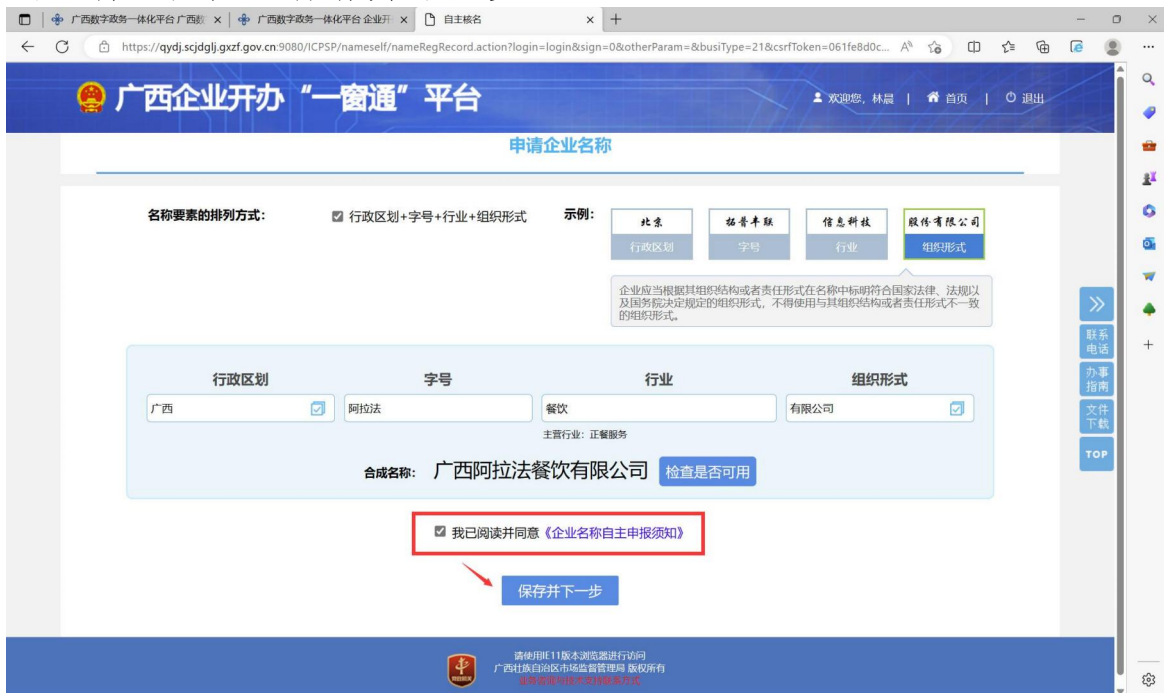 广西数字政务一体化平台 广西数
广西数字政务一体化平台 企业开
自主核名
https://qydj.scjdglj.gxzf.gov.cn:9080/ICPSP/nameself/nameRegRecord.action?login=login&sign=0&otherParam=&busiType=21&csrfToken=061fe8d0c...
广西企业开办“一窗通”平台
欢迎您，林晨 | 首页 | 退出
申请企业名称
名称要素的排列方式：
行政区划+字号+行业+组织形式
示例：
北京
拓普丰联
信息科技
股份有限公司
行政区划
字号
行业
组织形式
企业应当根据其组织结构或者责任形式在名称中标明符合国家法律、法规以
及国务院决定规定的组织形式，不得使用与其组织结构或者责任形式不一致
的组织形式。
联系
电话
办事
指南
文件
下载
TOP
行政区划
字号
行业
组织形式
广西
阿拉法
餐饮
有限公司
主营行业：正餐服务
合成名称：
广西阿拉法餐饮有限公司
检查是否可用
我已阅读并同意《企业名称自主申报须知》
保存并下一步
请使用IE11版本浏览器进行访问
广西壮族自治区市场监督管理局 版权所有
业务咨询与技术支持联系方式